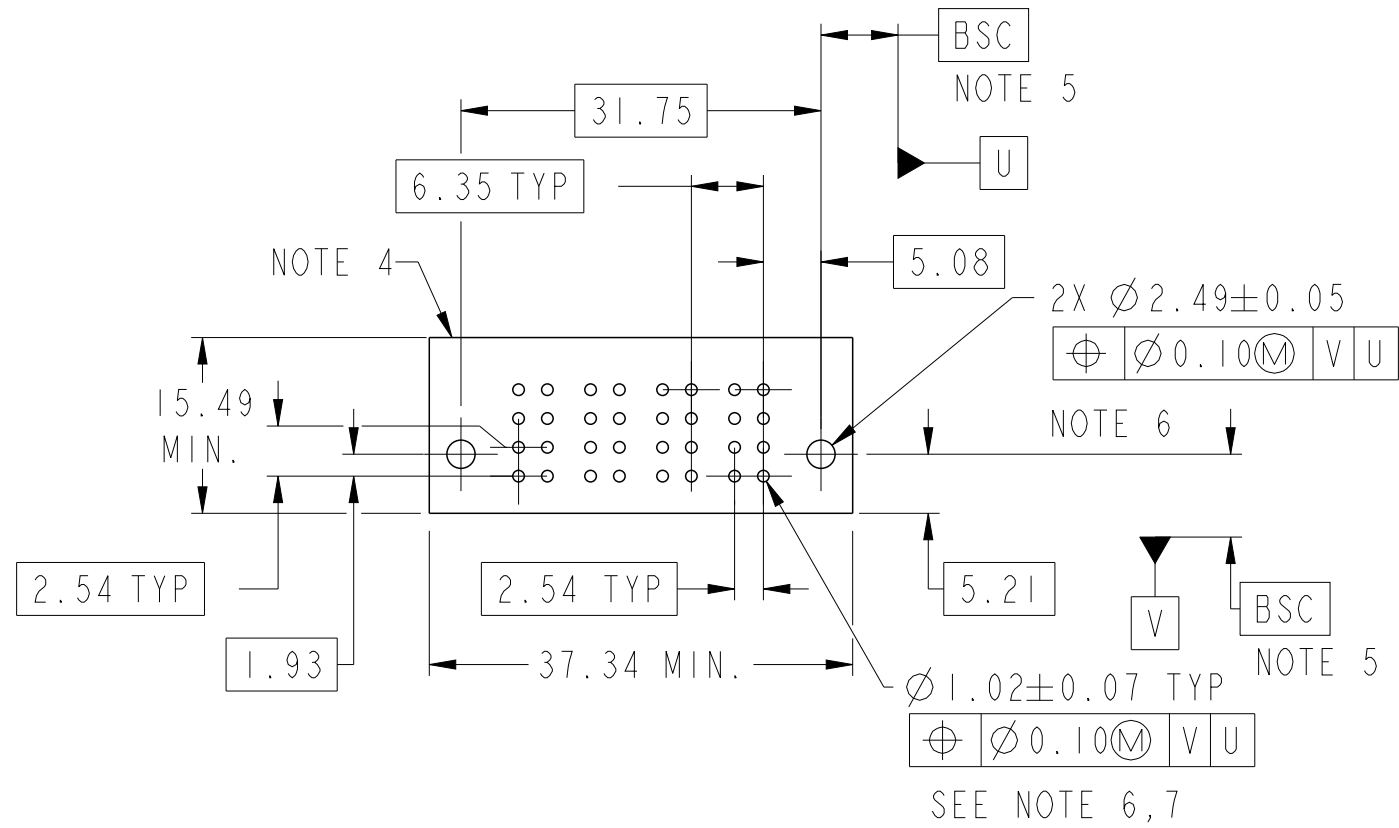 BSC
NOTE 5
31.75
U
6.35 TYP
NOTE 4
5.08
2X ⌀2.49±0.05
⌖ ⌀0.10Ⓜ V U
NOTE 6
15.49
MIN.
2.54 TYP
2.54 TYP
5.21
V
BSC
NOTE 5
1.93
37.34 MIN.
⌀1.02±0.07 TYP
⌖ ⌀0.10Ⓜ V U
SEE NOTE 6,7